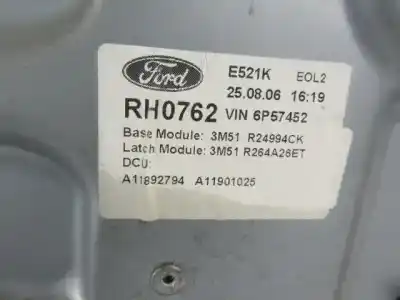 Ford E521K EOL2
25.08.06 16:19
RH0762 VIN 6P57452
Base Module: 3M51 R24994CK
Latch Module: 3M51 R264A26ET
DCU:
A11892794 A11901025